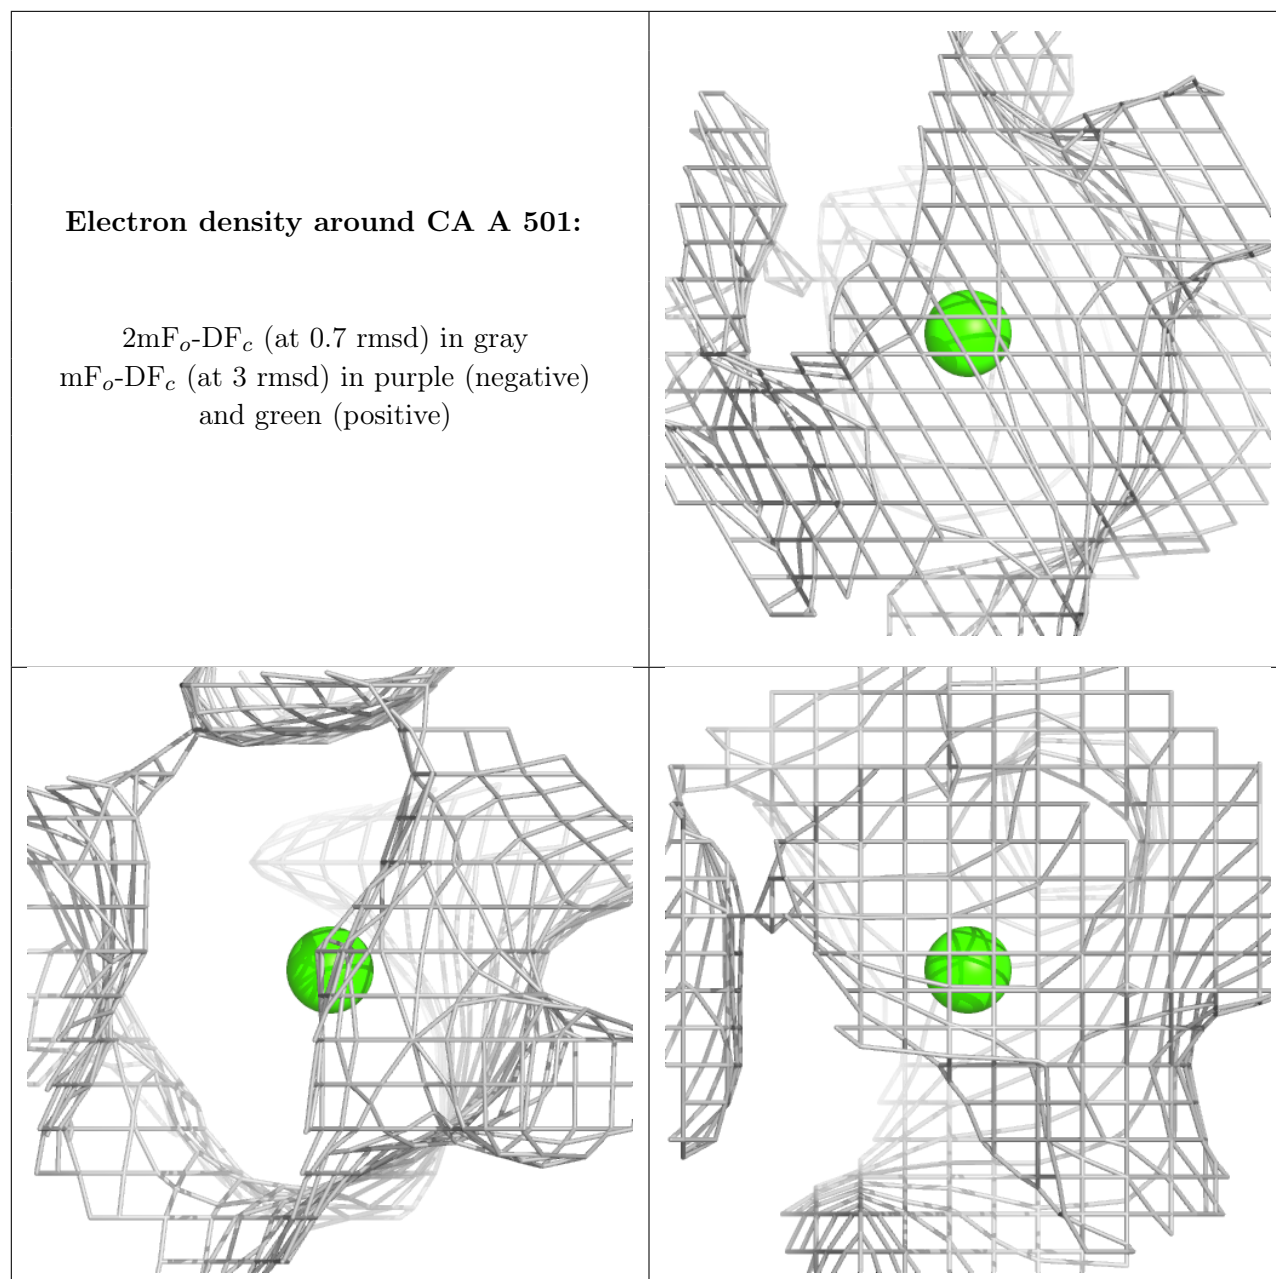 Electron density around CA A 501:
2mFo-DFc (at 0.7 rmsd) in gray
mFo-DFc (at 3 rmsd) in purple (negative)
and green (positive)